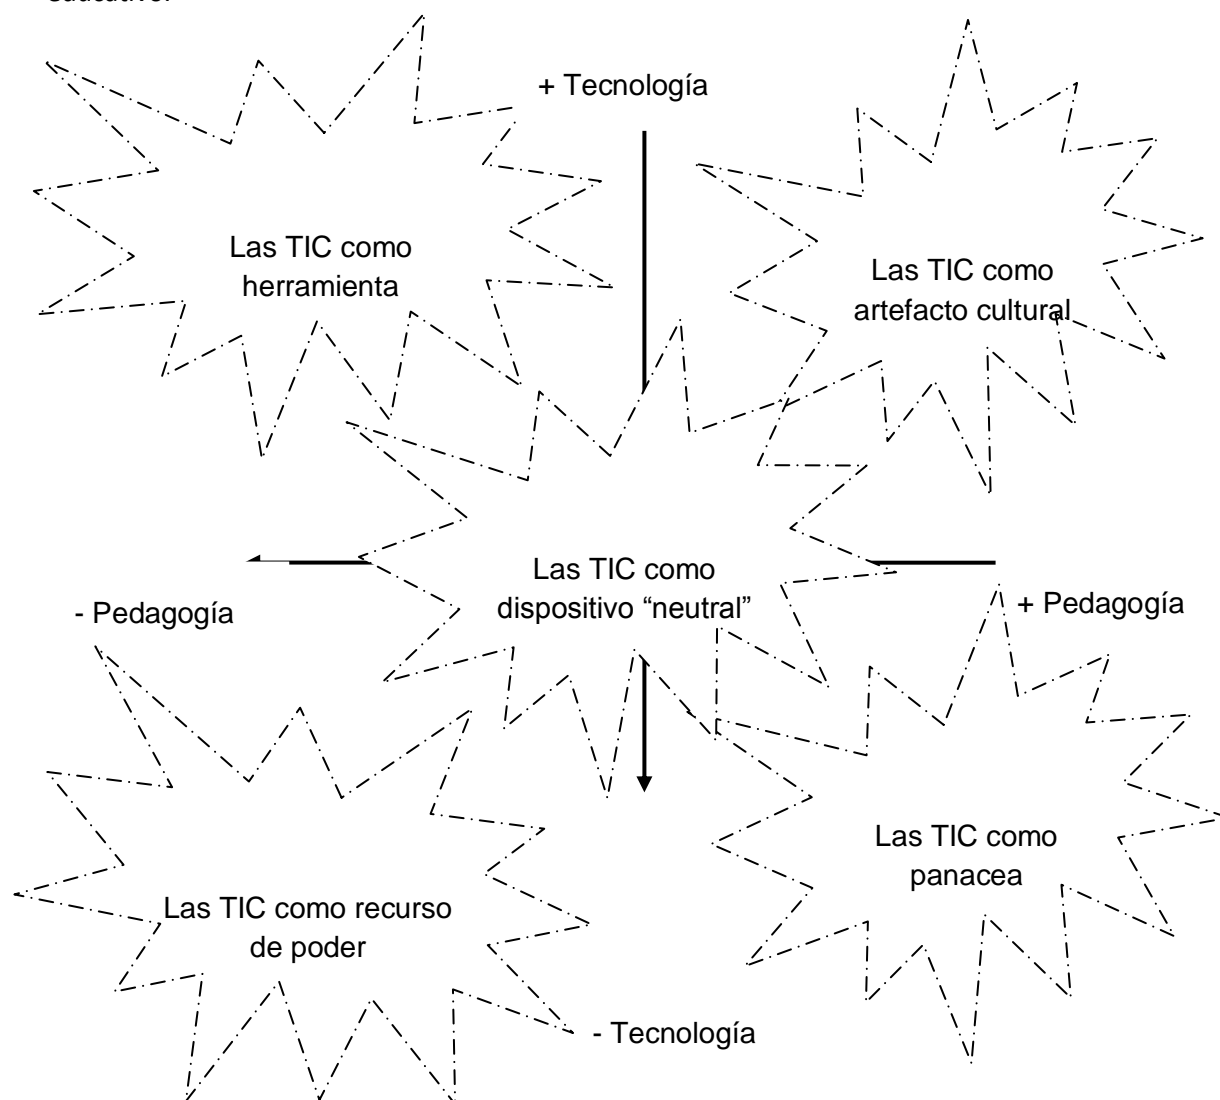 + Tecnología
Las TIC como
herramienta
Las TIC como
artefacto cultural
Las TIC como
dispositivo “neutral”
- Pedagogía
+ Pedagogía
Las TIC como
panacea
Las TIC como recurso
de poder
- Tecnología